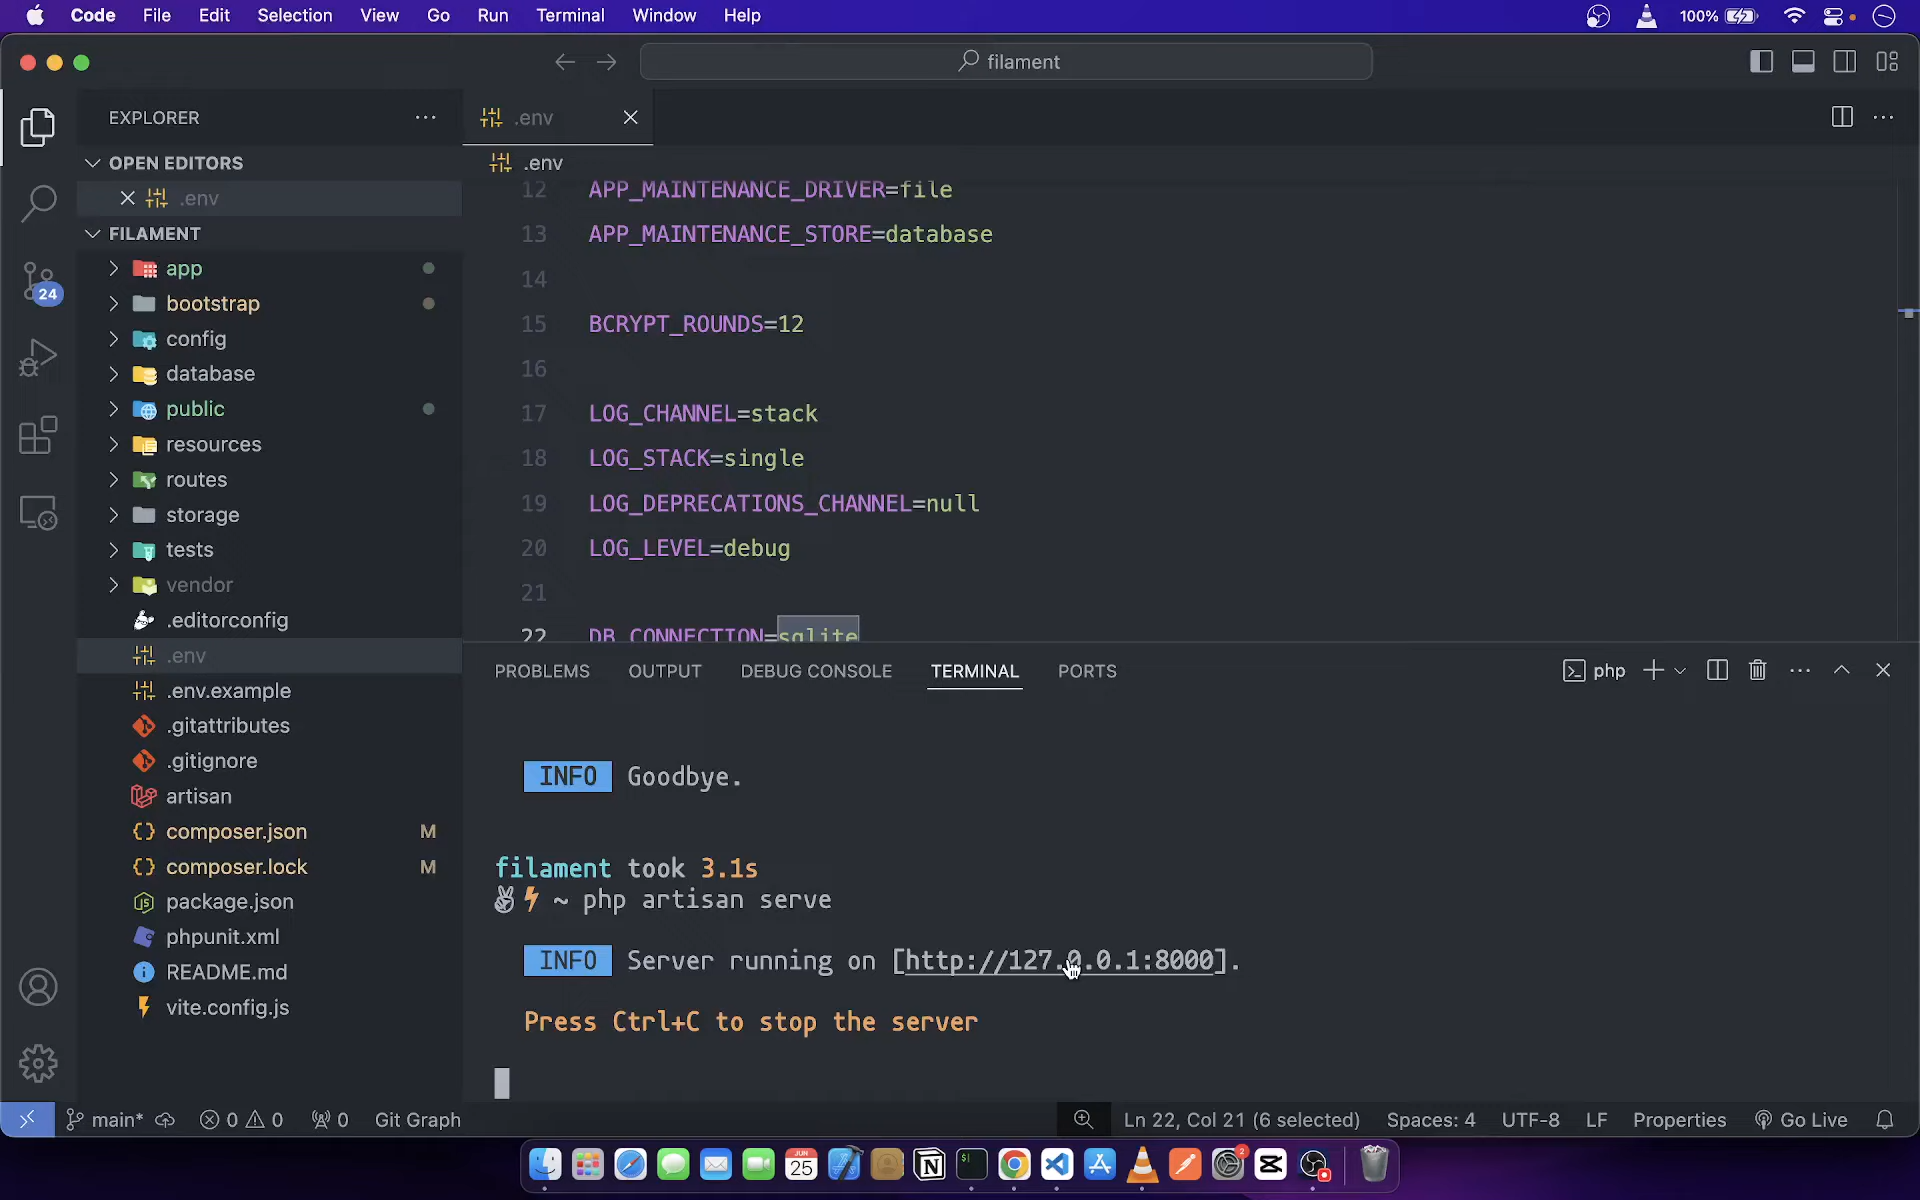 Code File Edit Selection View Go Run Terminal Window Help 100%
filament
EXPLORER
.env
OPEN EDITORS
.env
.env
FILAMENT
app
bootstrap
config
database
public
resources
routes
storage
tests
vendor
.editorconfig
.env
.env.example
.gitattributes
.gitignore
artisan
composer.json M
composer.lock M
package.json
phpunit.xml
README.md
vite.config.js
24
12 APP_MAINTENANCE_DRIVER=file
13 APP_MAINTENANCE_STORE=database
14
15 BCRYPT_ROUNDS=12
16
17 LOG_CHANNEL=stack
18 LOG_STACK=single
19 LOG_DEPRECATIONS_CHANNEL=null
20 LOG_LEVEL=debug
21
22 DB_CONNECTION=sqlite
PROBLEMS OUTPUT DEBUG CONSOLE TERMINAL PORTS php
INFO Goodbye.
filament took 3.1s
~ php artisan serve
INFO Server running on [http://127.0.0.1:8000].
Press Ctrl+C to stop the server
main* 0 0 0 Git Graph Ln 22, Col 21 (6 selected) Spaces: 4 UTF-8 LF Properties Go Live
JUN
25
$
2